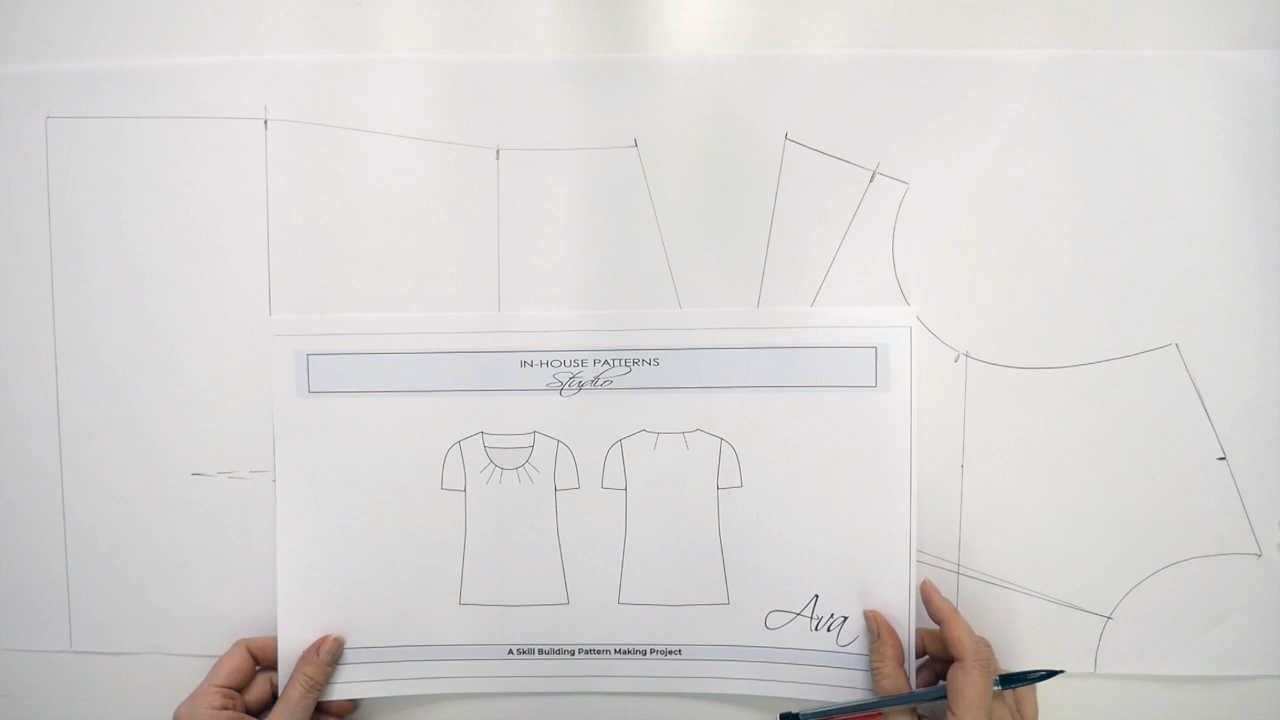 IN-HOUSE PATTERNS
Studio
Ava
A Skill Building Pattern Making Project